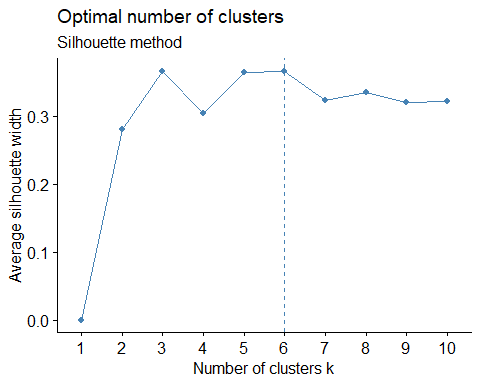 Optimal number of clusters
Silhouette method
Average silhouette width
0.3
0.2
0.1
0.0
1 2 3 4 5 6 7 8 9 10
Number of clusters k